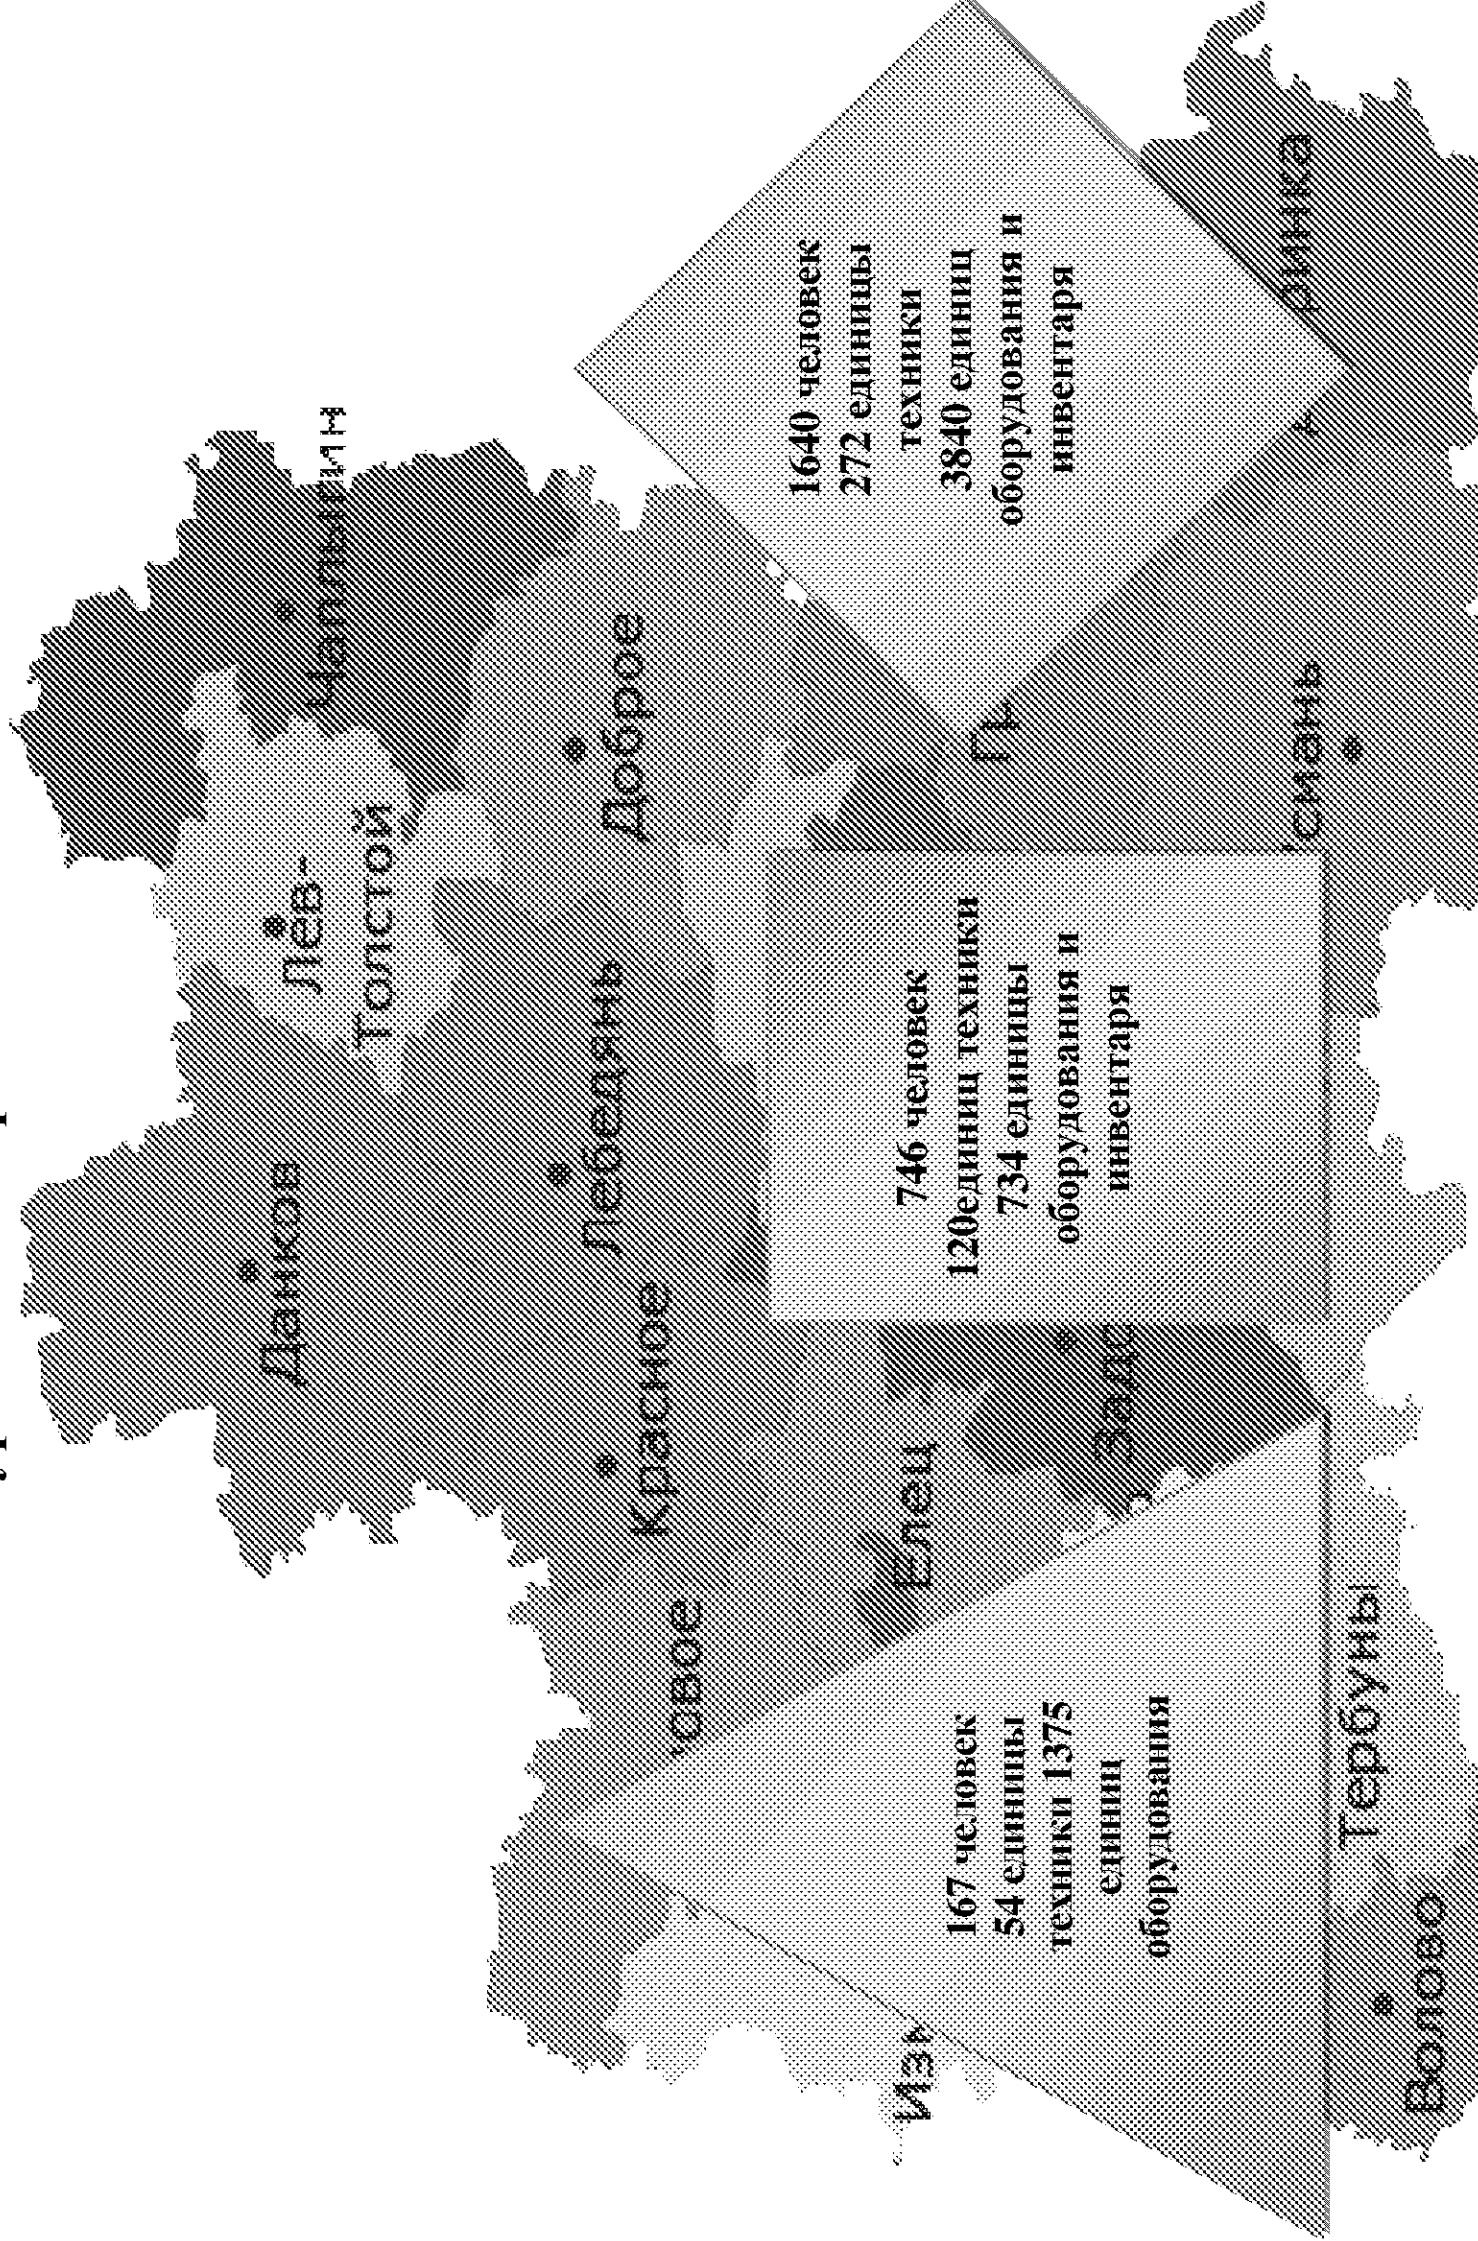 Данков
Лев-
Толстой
Чаплыгин
Лебедянь
Доброе
Красное
Елец
Тербуны
Волово
167 человек
54 единицы
техники 1375
единиц
оборудования
746 человек
120единиц техники
734 единицы
оборудования и
инвентаря
1640 человек
272 единицы
техники
3840 единиц
оборудования и
инвентаря